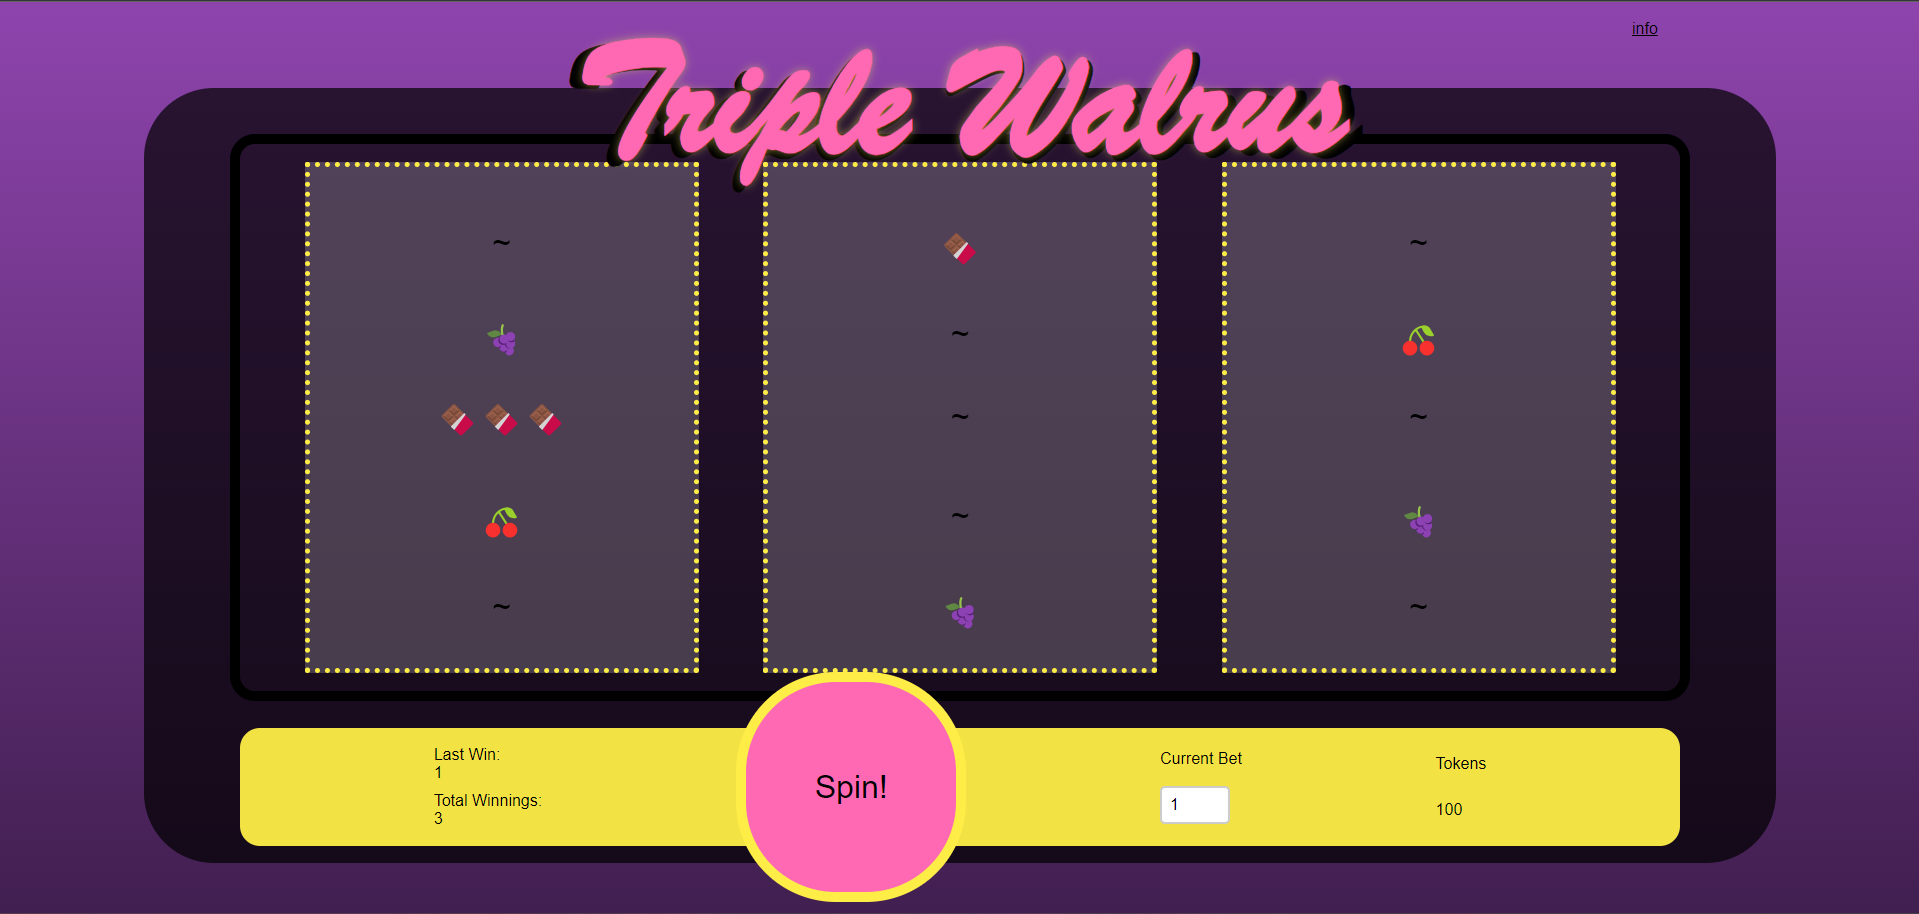 info
Triple Walrus
~ ~
~
~ ~
~
~ ~
Last Win:
1
Total Winnings:
3
Spin!
Current Bet
1
Tokens
100